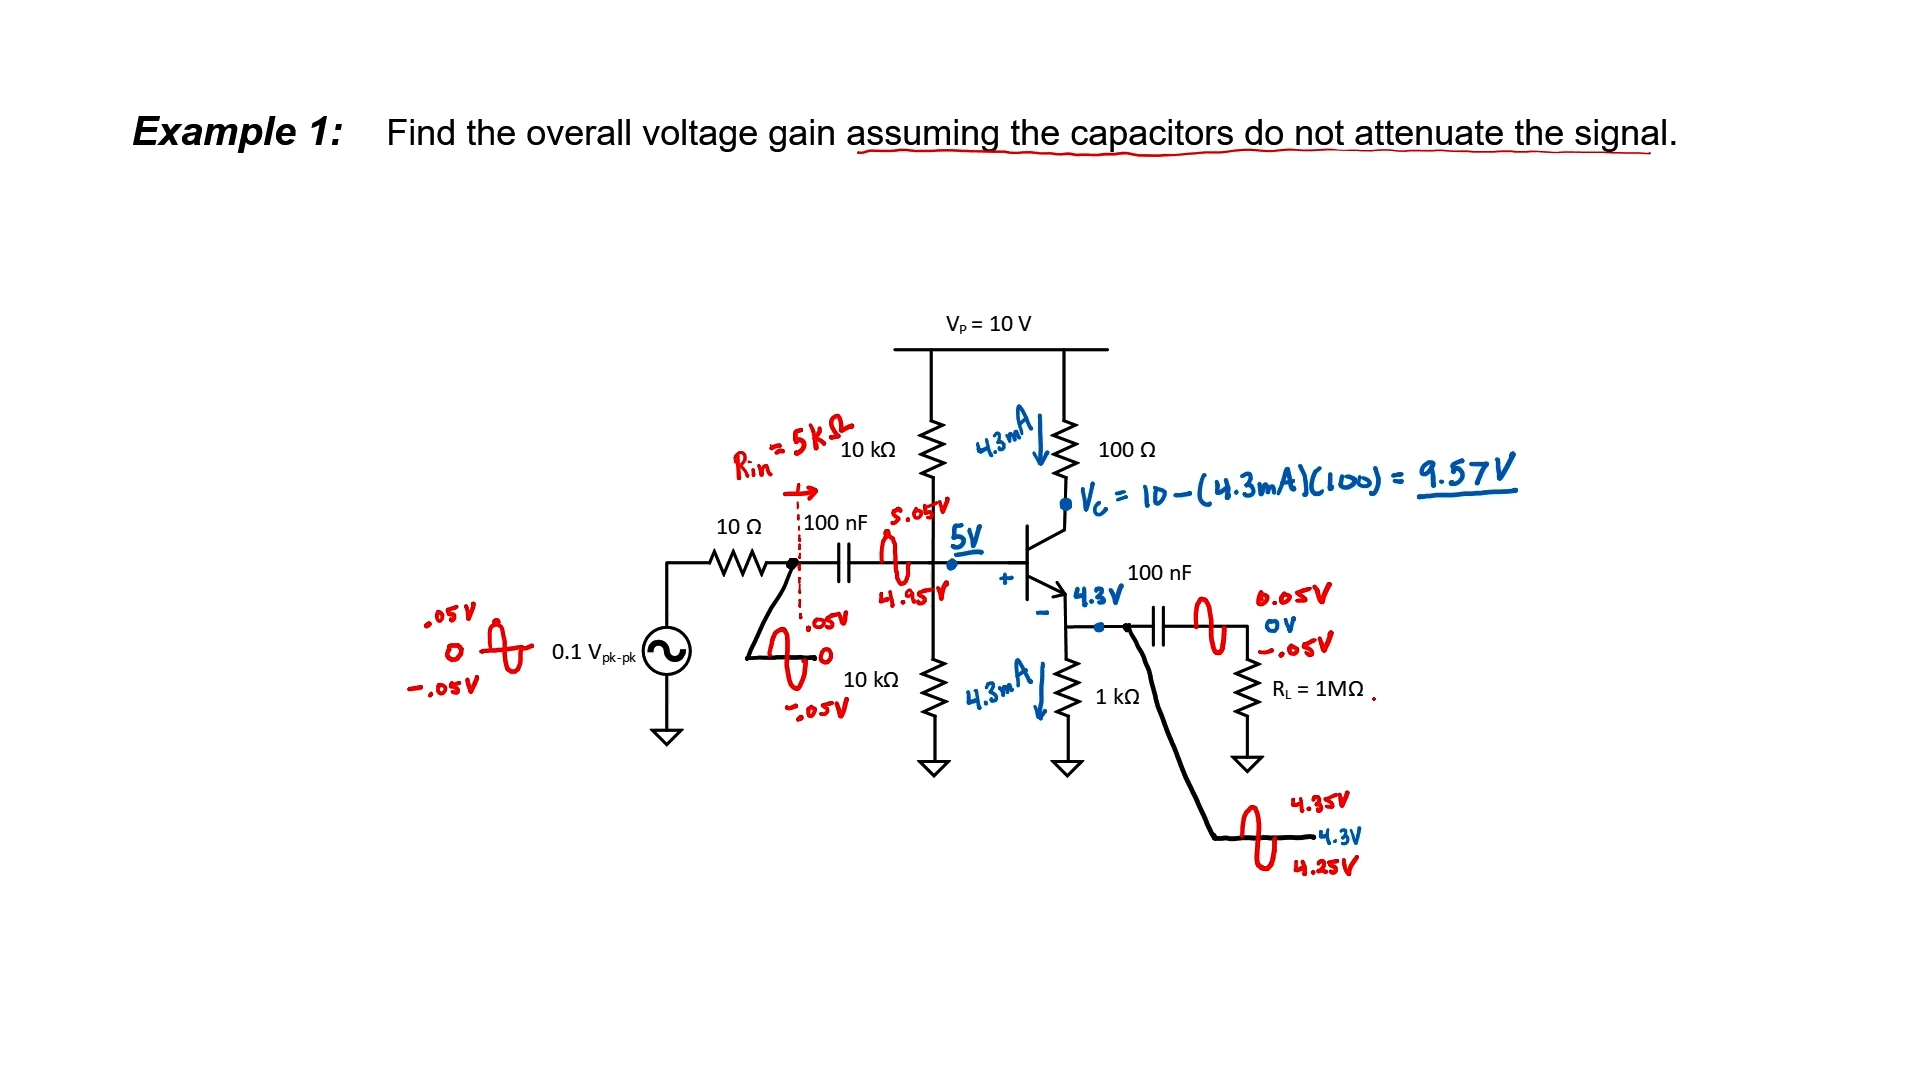 Example 1: Find the overall voltage gain assuming the capacitors do not attenuate the signal.
VP = 10 V
Rin = 5kΩ
10 kΩ
4.3mA
100 Ω
VC = 10 - (4.3mA)(100) = 9.57V
10 Ω
100 nF
5.05V
5V
4.95V
+
-
4.3V
100 nF
.05V
0
-.05V
0.1 Vpk-pk
.05V
0
-.05V
10 kΩ
4.3mA
1 kΩ
0.05V
0V
-.05V
RL = 1MΩ .
4.35V
4.3V
4.25V